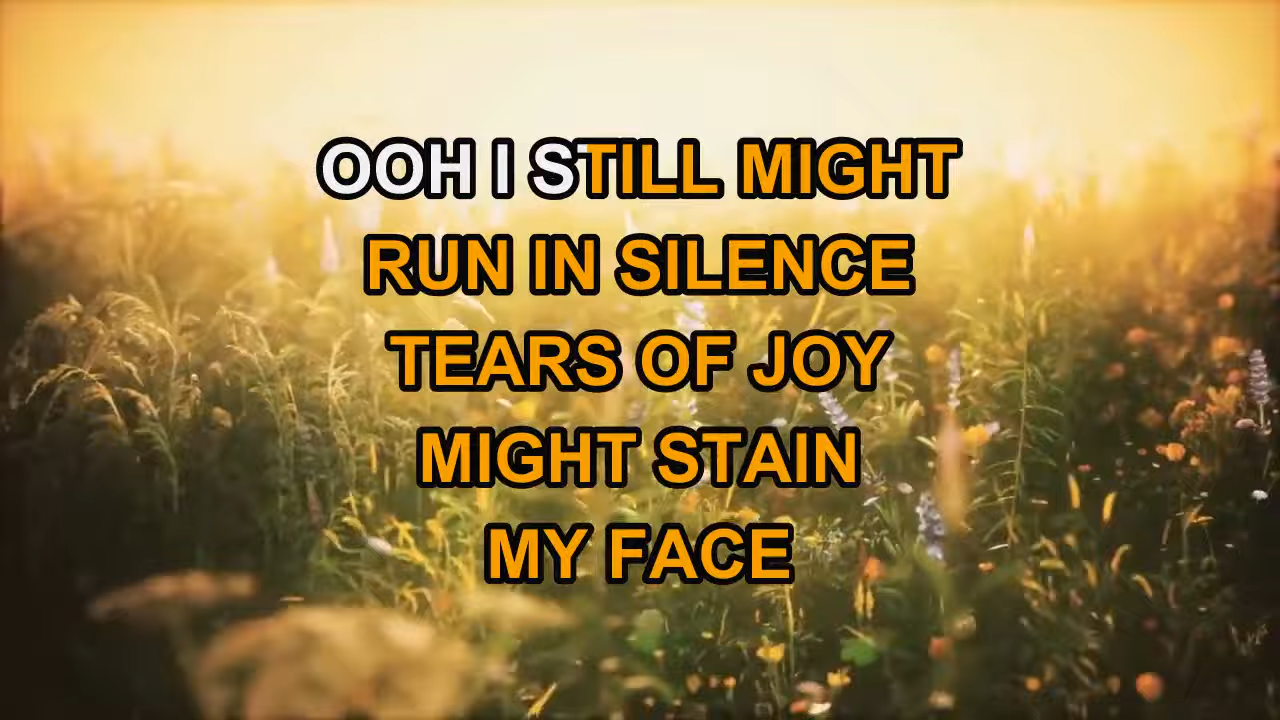 OOH I STILL MIGHT
RUN IN SILENCE
TEARS OF JOY
MIGHT STAIN
MY FACE